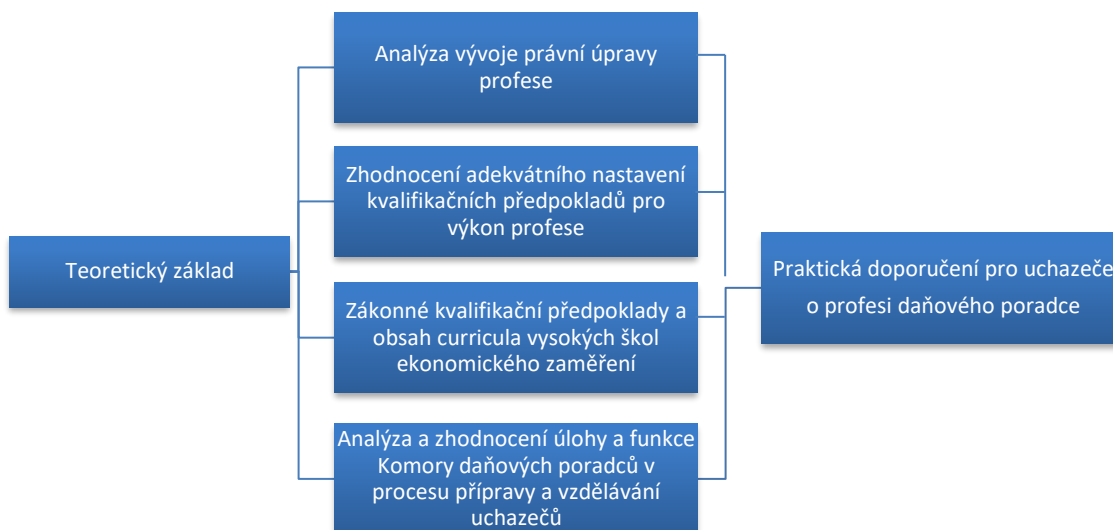 Teoretický základ
Analýza vývoje právní úpravy
profese
Zhodnocení adekvátního nastavení
kvalifikačních předpokladů pro
výkon profese
Zákonné kvalifikační předpoklady a
obsah curricula vysokých škol
ekonomického zaměření
Analýza a zhodnocení úlohy a funkce
Komory daňových poradců v
procesu přípravy a vzdělávání
uchazečů
Praktická doporučení pro uchazeče
o profesi daňového poradce